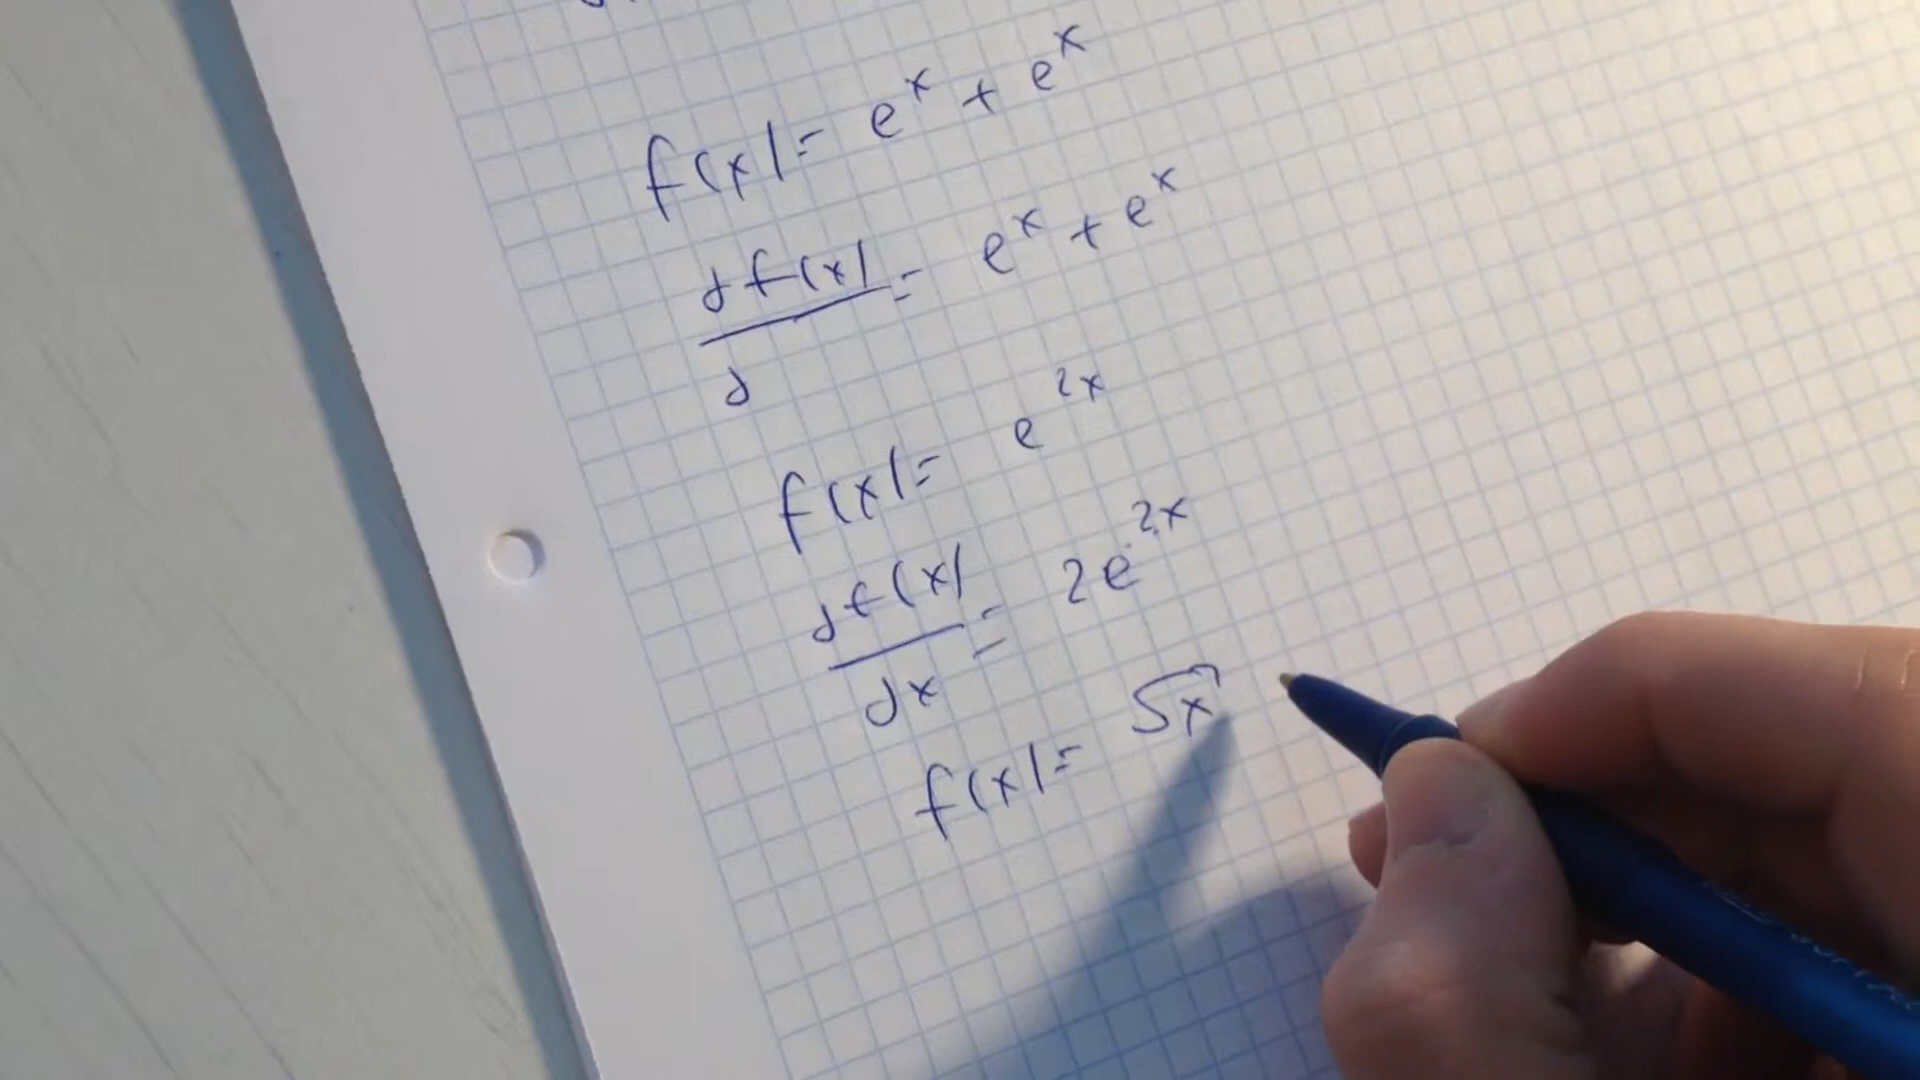 f(x)= e^x + e^x
df(x)/d = e^x + e^x
f(x)= e^2x
df(x)/dx = 2e^2x
f(x)= √x